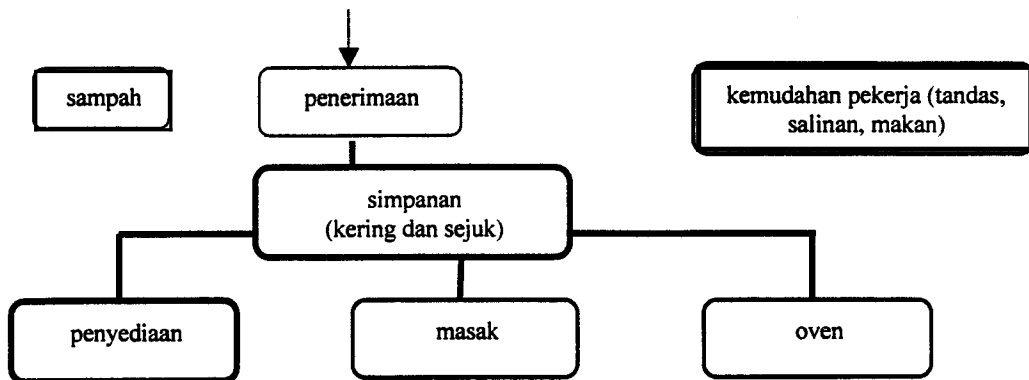 sampah
penerimaan
kemudahan pekerja (tandas,
salinan, makan)
simpanan
(kering dan sejuk)
penyediaan
masak
oven